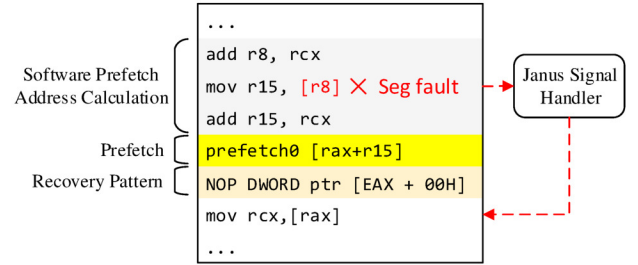 ...
Software Prefetch
Address Calculation
add r8, rcx
mov r15, [r8] × Seg fault
add r15, rcx
Janus Signal
Handler
Prefetch
prefetch0 [rax+r15]
Recovery Pattern
NOP DWORD ptr [EAX + 00H]
mov rcx,[rax]
...